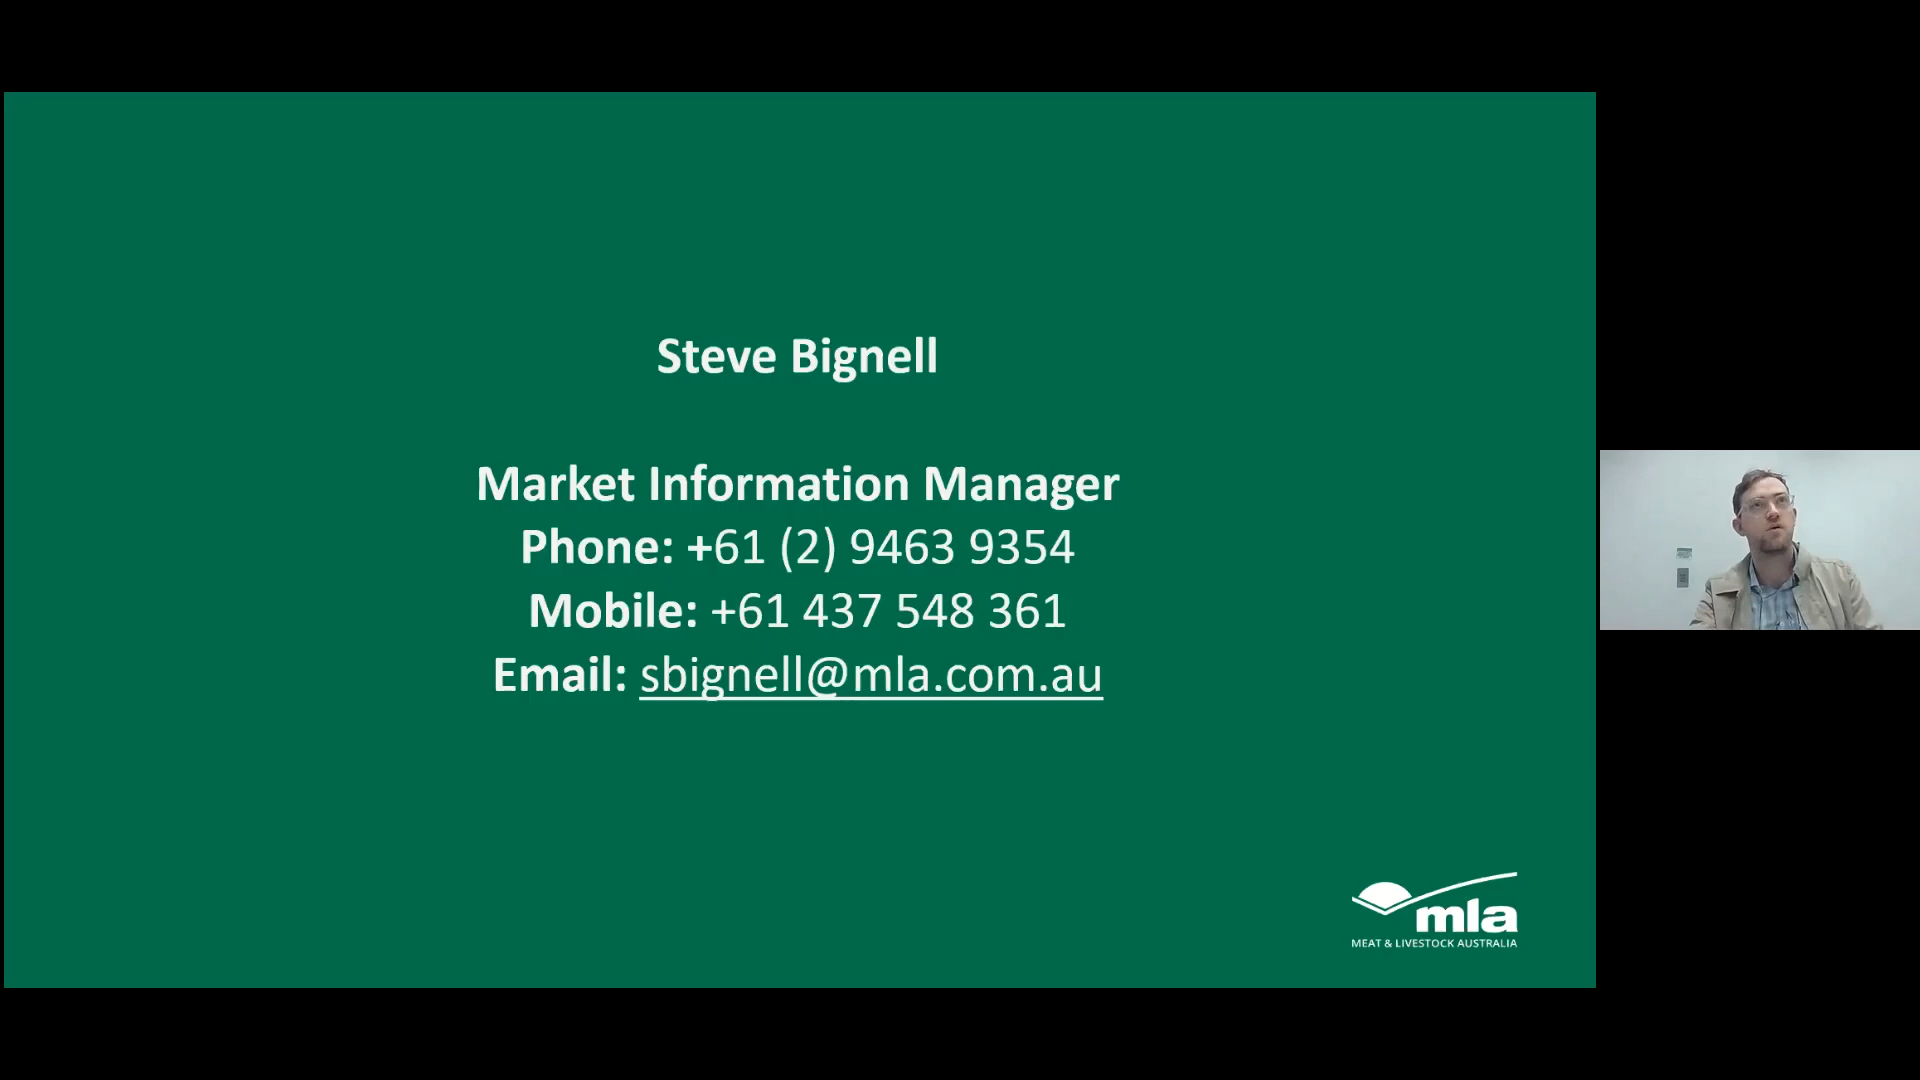 Steve Bignell
Market Information Manager
Phone: +61 (2) 9463 9354
Mobile: +61 437 548 361
Email: sbignell@mla.com.au
mla
MEAT & LIVESTOCK AUSTRALIA